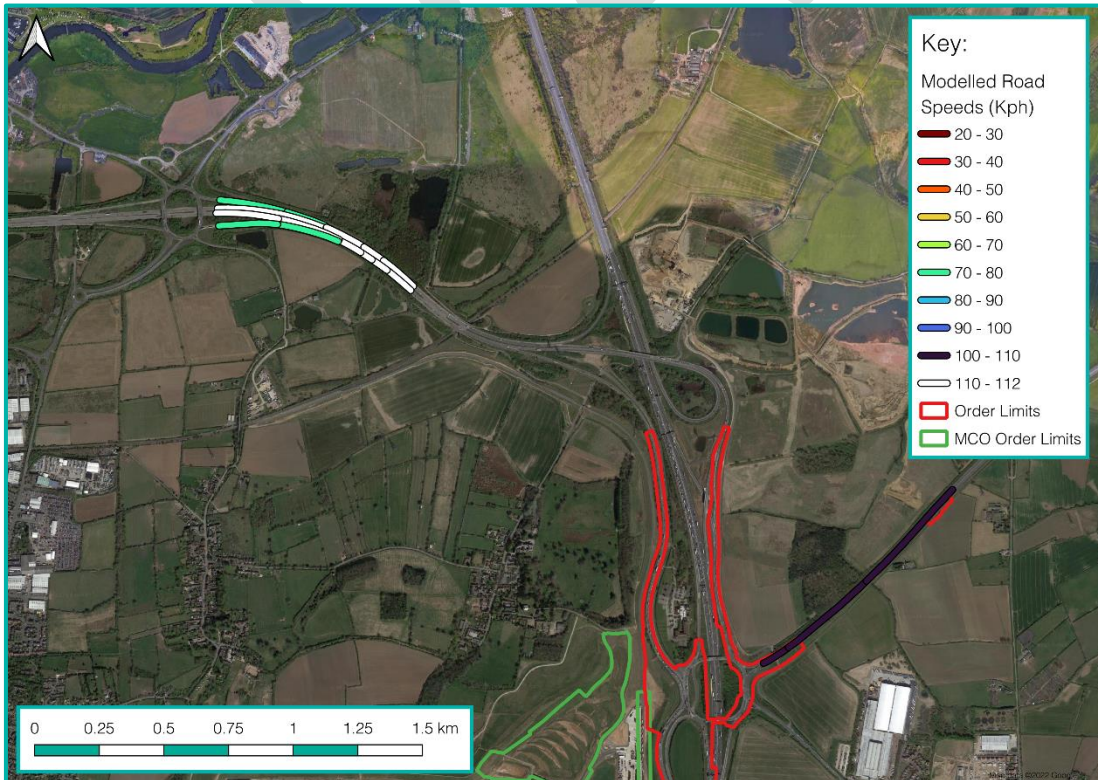 Key:
Modelled Road
Speeds (Kph)
20 - 30
30 - 40
40 - 50
50 - 60
60 - 70
70 - 80
80 - 90
90 - 100
100 - 110
110 - 112
Order Limits
MCO Order Limits
0 0.25 0.5 0.75 1 1.25 1.5 km